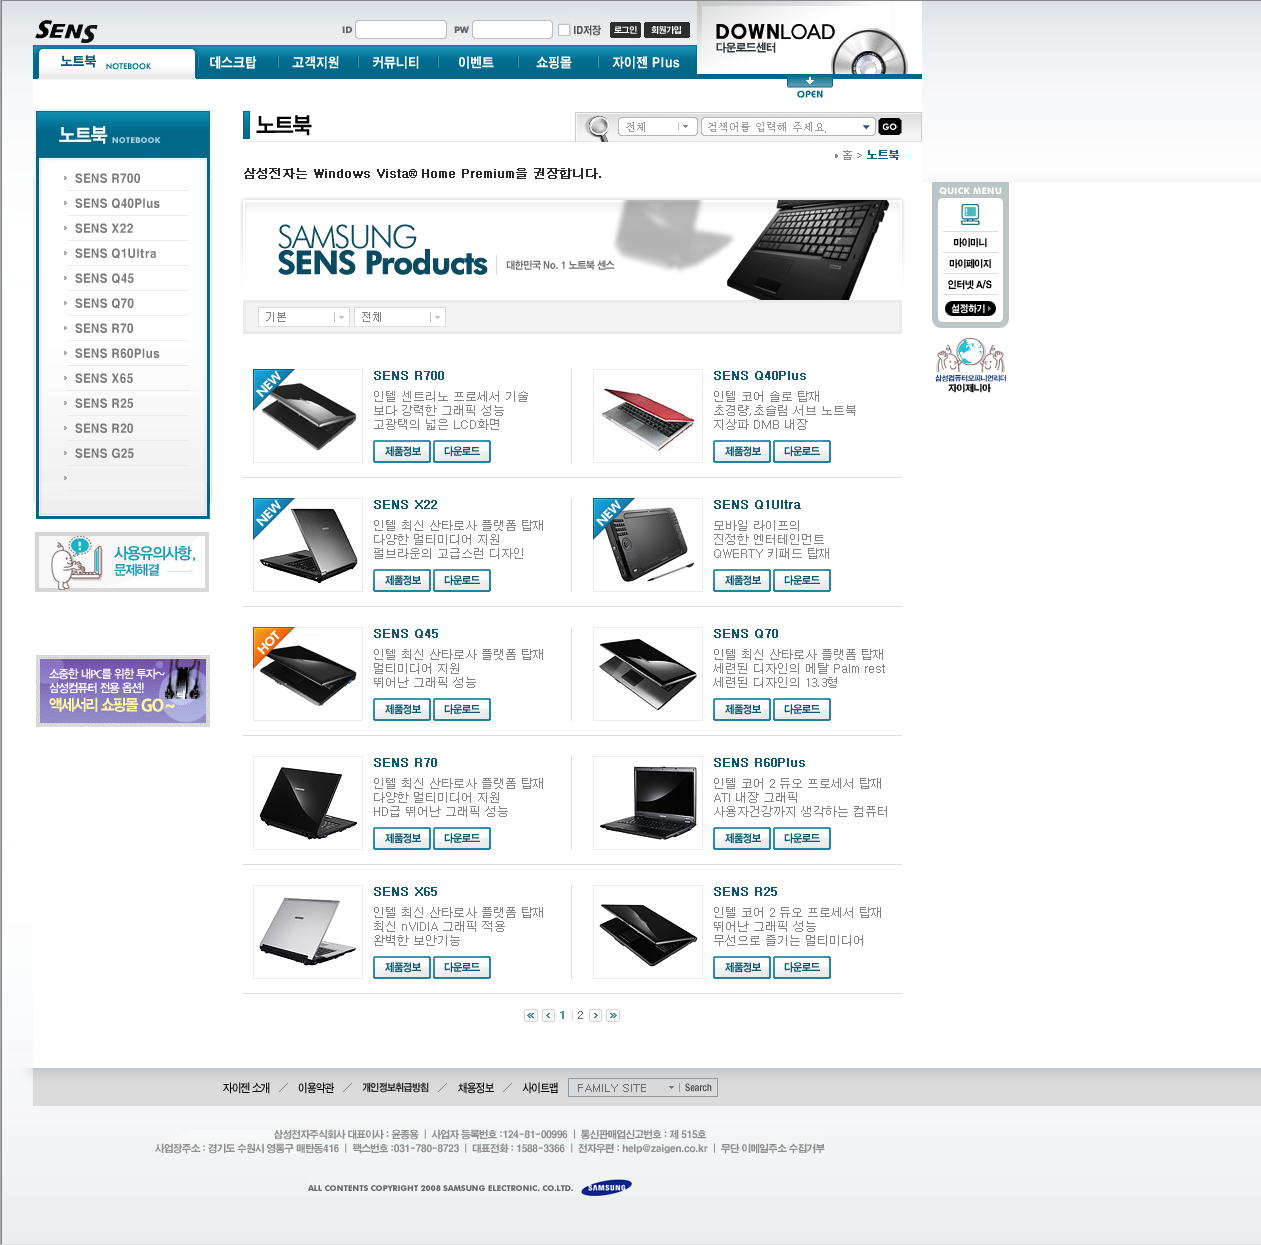 SENS
ID
PW
ID저장
로그인
회원가입
DOWNLOAD
다운로드센터
OPEN
노트북 NOTEBOOK
데스크탑
고객지원
커뮤니티
이벤트
쇼핑몰
자이젠 Plus
노트북 NOTEBOOK
SENS R700
SENS Q40Plus
SENS X22
SENS Q1Ultra
SENS Q45
SENS Q70
SENS R70
SENS R60Plus
SENS X65
SENS R25
SENS R20
SENS G25
사용유의사항,
문제해결
소중한 내PC를 위한 투자~
삼성컴퓨터 전용 옵션!
액세서리 쇼핑몰 GO~
노트북
전체
검색어를 입력해 주세요.
GO
홈 > 노트북
삼성전자는 Windows Vista® Home Premium을 권장합니다.
SAMSUNG
SENS Products
대한민국 No. 1 노트북 센스
기본
전체
NEW
SENS R700
인텔 센트리노 프로세서 기술
보다 강력한 그래픽 성능
고광택의 넓은 LCD화면
제품정보 다운로드
SENS Q40Plus
인텔 코어 솔로 탑재
초경량,초슬림 서브 노트북
지상파 DMB 내장
제품정보 다운로드
NEW
SENS X22
인텔 최신 산타로사 플랫폼 탑재
다양한 멀티미디어 지원
펄브라운의 고급스런 디자인
제품정보 다운로드
NEW
SENS Q1Ultra
모바일 라이프의
진정한 엔터테인먼트
QWERTY 키패드 탑재
제품정보 다운로드
HOT
SENS Q45
인텔 최신 산타로사 플랫폼 탑재
멀티미디어 지원
뛰어난 그래픽 성능
제품정보 다운로드
SENS Q70
인텔 최신 산타로사 플랫폼 탑재
세련된 디자인의 메탈 Palm rest
세련된 디자인의 13.3형
제품정보 다운로드
SENS R70
인텔 최신 산타로사 플랫폼 탑재
다양한 멀티미디어 지원
HD급 뛰어난 그래픽 성능
제품정보 다운로드
SENS R60Plus
인텔 코어 2 듀오 프로세서 탑재
ATI 내장 그래픽
사용자건강까지 생각하는 컴퓨터
제품정보 다운로드
SENS X65
인텔 최신 산타로사 플랫폼 탑재
최신 nVIDIA 그래픽 적용
완벽한 보안기능
제품정보 다운로드
SENS R25
인텔 코어 2 듀오 프로세서 탑재
뛰어난 그래픽 성능
무선으로 즐기는 멀티미디어
제품정보 다운로드
1 | 2
QUICK MENU
마이미니
마이페이지
인터넷 A/S
설정하기
삼성컴퓨터오피니언리더
자이제니아
자이젠 소개 / 이용약관 / 개인정보취급방침 / 채용정보 / 사이트맵
FAMILY SITE
Search
삼성전자주식회사 대표이사 : 윤종용 | 사업자 등록번호 :124-81-00996 | 통신판매업신고번호 : 제 515호
사업장주소 : 경기도 수원시 영통구 매탄동416 | 팩스번호 :031-780-8723 | 대표전화 : 1588-3366 | 전자우편 : help@zaigen.co.kr | 무단 이메일주소 수집거부
ALL CONTENTS COPYRIGHT 2008 SAMSUNG ELECTRONIC. CO.LTD.
SAMSUNG